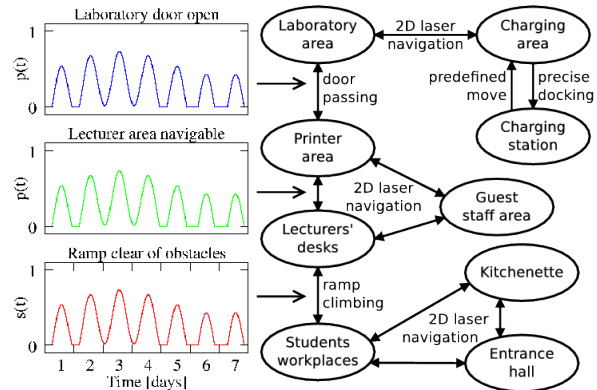 Laboratory door open
1
p(t)
0
Lecturer area navigable
1
p(t)
0
Ramp clear of obstacles
1
s(t)
0
1 2 3 4 5 6 7
Time [days]
Laboratory
area
2D laser
navigation
Charging
area
door
passing
predefined
move
precise
docking
Charging
station
Printer
area
2D laser
navigation
Guest
staff area
Lecturers'
desks
ramp
climbing
Kitchenette
2D laser
navigation
Students
workplaces
Entrance
hall